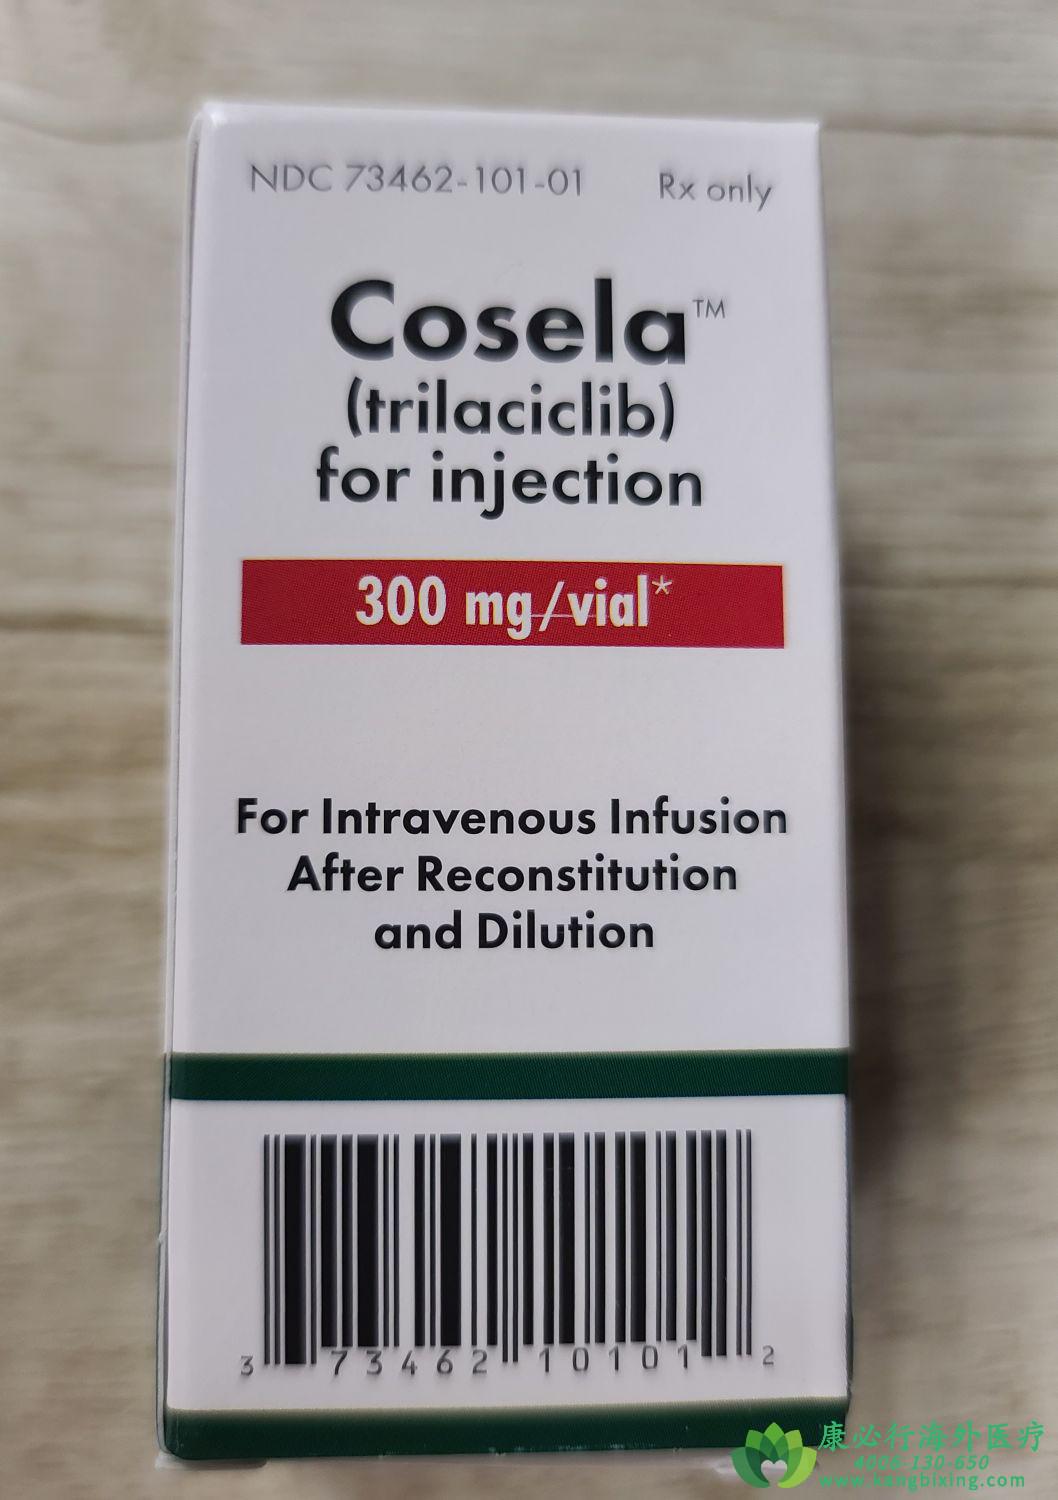 NDC 73462-101-01 Rx only
Cosela™
(trilaciclib)
for injection
300 mg/vial*
For Intravenous Infusion
After Reconstitution
and Dilution
3 73462 10101 2
康必行海外医疗
4006-130-650
www.kangbixing.com